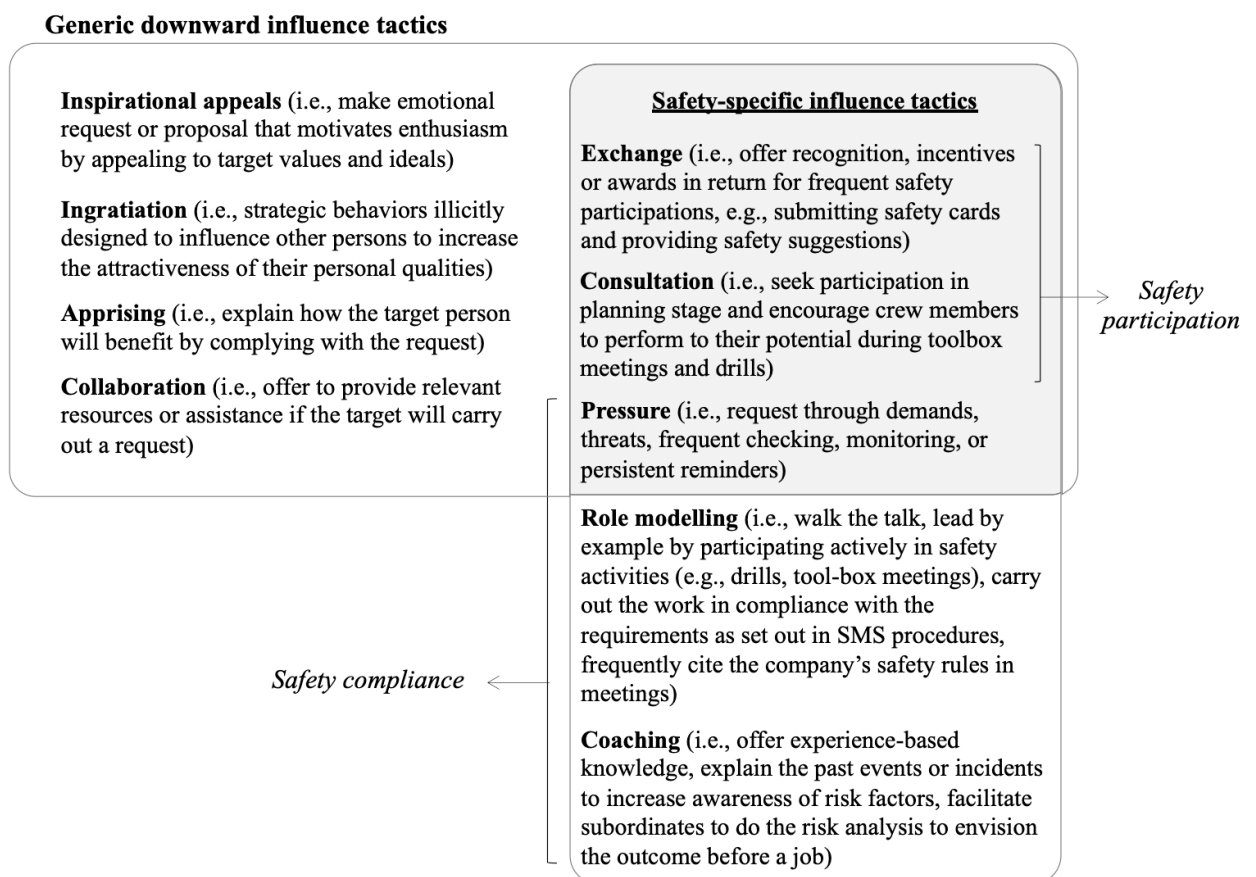 Generic downward influence tactics
Inspirational appeals (i.e., make emotional
request or proposal that motivates enthusiasm
by appealing to target values and ideals)
Ingratiation (i.e., strategic behaviors illicitly
designed to influence other persons to increase
the attractiveness of their personal qualities)
Apprising (i.e., explain how the target person
will benefit by complying with the request)
Collaboration (i.e., offer to provide relevant
resources or assistance if the target will carry
out a request)
Safety-specific influence tactics
Exchange (i.e., offer recognition, incentives
or awards in return for frequent safety
participations, e.g., submitting safety cards
and providing safety suggestions)
Consultation (i.e., seek participation in
planning stage and encourage crew members
to perform to their potential during toolbox
meetings and drills)
Pressure (i.e., request through demands,
threats, frequent checking, monitoring, or
persistent reminders)
Role modelling (i.e., walk the talk, lead by
example by participating actively in safety
activities (e.g., drills, tool-box meetings), carry
out the work in compliance with the
requirements as set out in SMS procedures,
frequently cite the company’s safety rules in
meetings)
Coaching (i.e., offer experience-based
knowledge, explain the past events or incidents
to increase awareness of risk factors, facilitate
subordinates to do the risk analysis to envision
the outcome before a job)
Safety
participation
Safety compliance